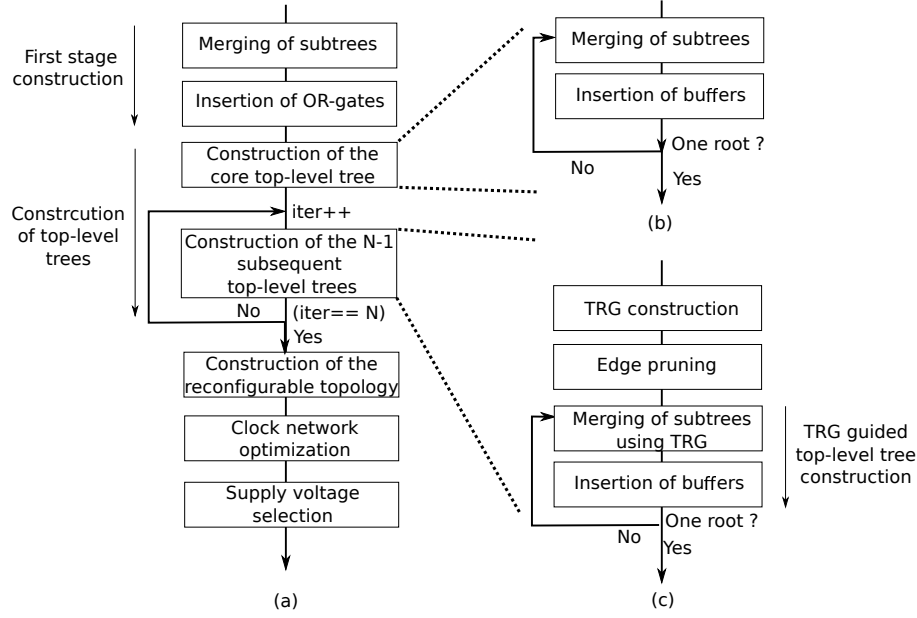 First stage
construction
Merging of subtrees
Insertion of OR-gates
Construction of the
core top-level tree
Constrcution
of top-level
trees
iter++
Construction of the N-1
subsequent
top-level trees
No
(iter== N)
Yes
Construction of the
reconfigurable topology
Clock network
optimization
Supply voltage
selection
(a)
Merging of subtrees
Insertion of buffers
One root ?
No
Yes
(b)
TRG construction
Edge pruning
Merging of subtrees
using TRG
Insertion of buffers
TRG guided
top-level tree
construction
One root ?
No
Yes
(c)